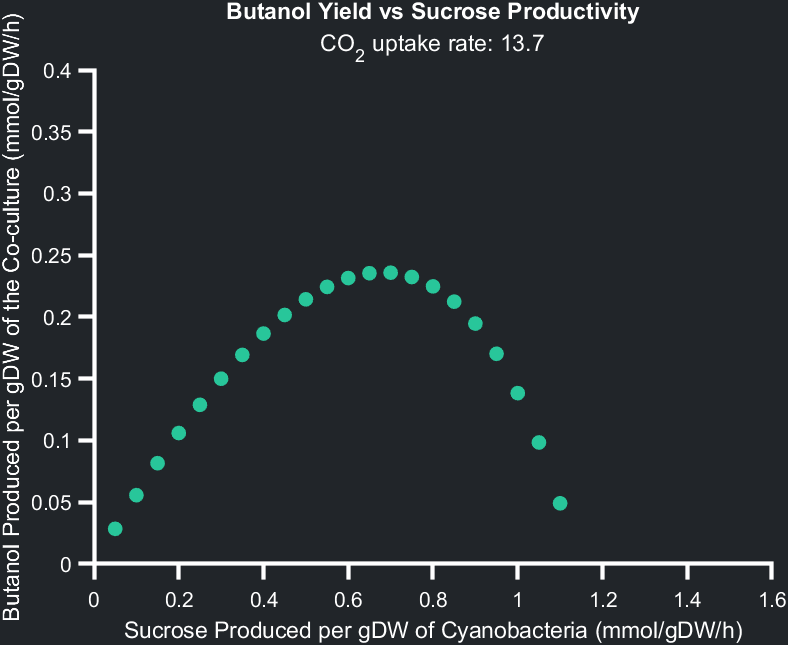 Butanol Yield vs Sucrose Productivity
CO2 uptake rate: 13.7
Butanol Produced per gDW of the Co-culture (mmol/gDW/h)
0.4
0.35
0.3
0.25
0.2
0.15
0.1
0.05
0
0 0.2 0.4 0.6 0.8 1 1.2 1.4 1.6
Sucrose Produced per gDW of Cyanobacteria (mmol/gDW/h)